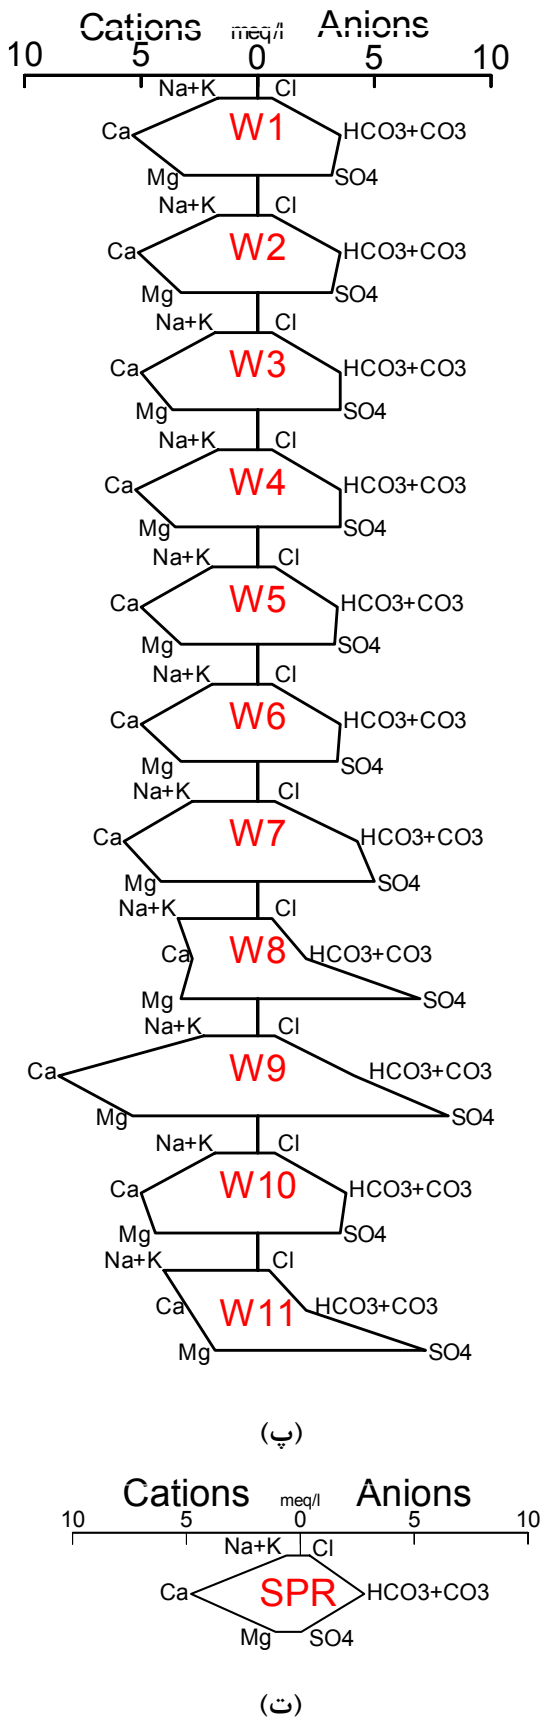 Cations meq/l Anions
10 5 0 5 10
Na+K Cl
Ca W1 HCO3+CO3
Mg SO4
Na+K Cl
Ca W2 HCO3+CO3
Mg SO4
Na+K Cl
Ca W3 HCO3+CO3
Mg SO4
Na+K Cl
Ca W4 HCO3+CO3
Mg SO4
Na+K Cl
Ca W5 HCO3+CO3
Mg SO4
Na+K Cl
Ca W6 HCO3+CO3
Mg SO4
Na+K Cl
Ca W7 HCO3+CO3
Mg SO4
Na+K Cl
Ca W8 HCO3+CO3
Mg SO4
Na+K Cl
Ca W9 HCO3+CO3
Mg SO4
Na+K Cl
Ca W10 HCO3+CO3
Mg SO4
Na+K Cl
Ca W11 HCO3+CO3
Mg SO4
(پ)
Cations meq/l Anions
10 5 0 5 10
Na+K Cl
Ca SPR HCO3+CO3
Mg SO4
(ت)